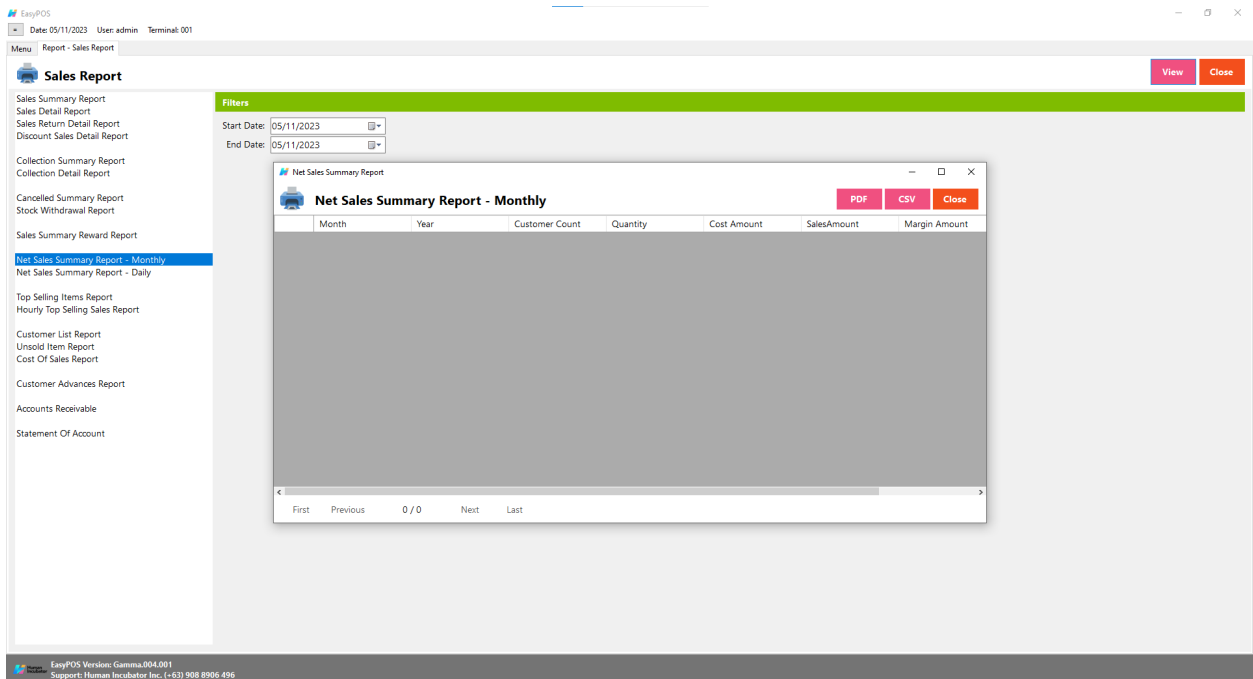 EasyPOS
Date: 05/11/2023 User: admin Terminal: 001
Menu Report - Sales Report
Sales Report
View Close
Sales Summary Report
Sales Detail Report
Sales Return Detail Report
Discount Sales Detail Report
Collection Summary Report
Collection Detail Report
Cancelled Summary Report
Stock Withdrawal Report
Sales Summary Reward Report
Net Sales Summary Report - Monthly
Net Sales Summary Report - Daily
Top Selling Items Report
Hourly Top Selling Sales Report
Customer List Report
Unsold Item Report
Cost Of Sales Report
Customer Advances Report
Accounts Receivable
Statement Of Account
Filters
Start Date: 05/11/2023
End Date: 05/11/2023
Net Sales Summary Report
Net Sales Summary Report - Monthly
PDF CSV Close
Month Year Customer Count Quantity Cost Amount SalesAmount Margin Amount
First Previous 0 / 0 Next Last
Human
Incubator
EasyPOS Version: Gamma.004.001
Support: Human Incubator Inc. (+63) 908 8906 496